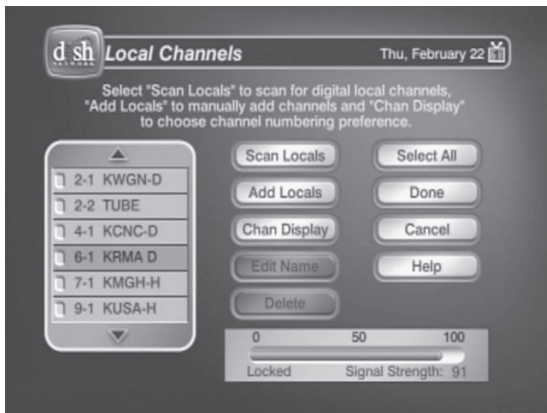 dish
NETWORK
Local Channels
Thu, February 22
Select "Scan Locals" to scan for digital local channels,
"Add Locals" to manually add channels and "Chan Display"
to choose channel numbering preference.
2-1 KWGN-D
2-2 TUBE
4-1 KCNC-D
6-1 KRMA D
7-1 KMGH-H
9-1 KUSA-H
Scan Locals
Add Locals
Chan Display
Edit Name
Delete
Select All
Done
Cancel
Help
0 50 100
Locked Signal Strength: 91